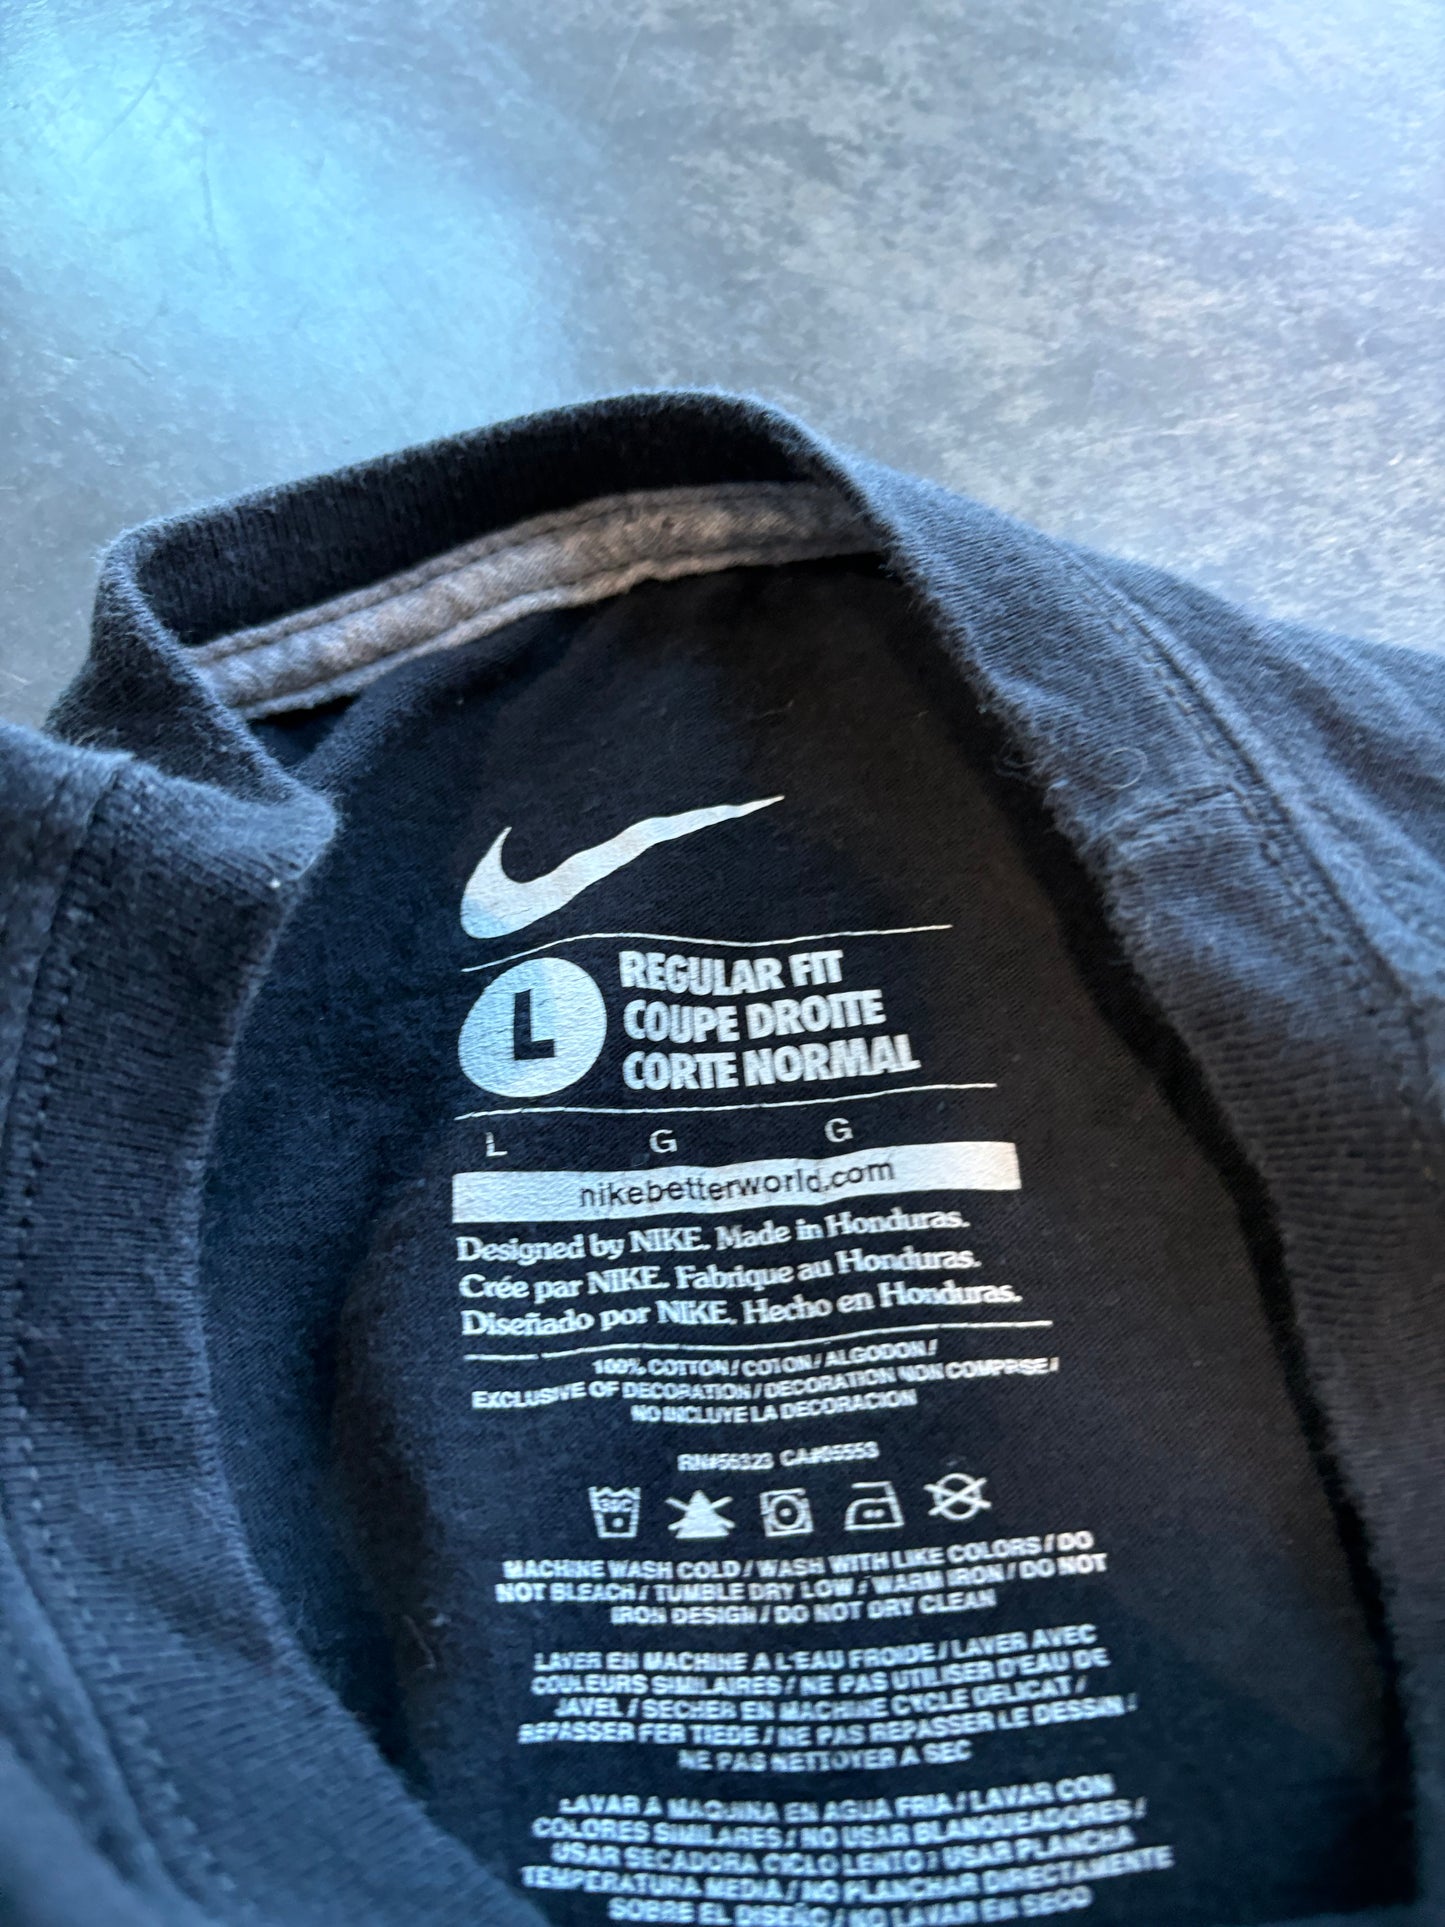 L
REGULAR FIT
COUPE DROITE
CORTE NORMAL
L G G
nikebetterworld.com
Designed by NIKE. Made in Honduras.
Crée par NIKE. Fabrique au Honduras.
Diseñado por NIKE. Hecho en Honduras.
100% COTTON / COTON / ALGODON /
EXCLUSIVE OF DECORATION / DECORATION NON COMPRISE /
NO INCLUYE LA DECORACION
RN#56323 CA#05553
30C
MACHINE WASH COLD / WASH WITH LIKE COLORS / DO
NOT BLEACH / TUMBLE DRY LOW / WARM IRON / DO NOT
IRON DESIGN / DO NOT DRY CLEAN
LAVER EN MACHINE A L'EAU FROIDE / LAVER AVEC
COULEURS SIMILAIRES / NE PAS UTILISER D'EAU DE
JAVEL / SECHER EN MACHINE CYCLE DELICAT /
REPASSER FER TIEDE / NE PAS REPASSER LE DESSIN /
NE PAS NETTOYER A SEC
LAVAR A MAQUINA EN AGUA FRIA / LAVAR CON
COLORES SIMILARES / NO USAR BLANQUEADORES /
USAR SECADORA CICLO LENTO / USAR PLANCHA
TEMPERATURA MEDIA / NO PLANCHAR DIRECTAMENTE
SOBRE EL DISEÑO / NO LAVAR EN SECO